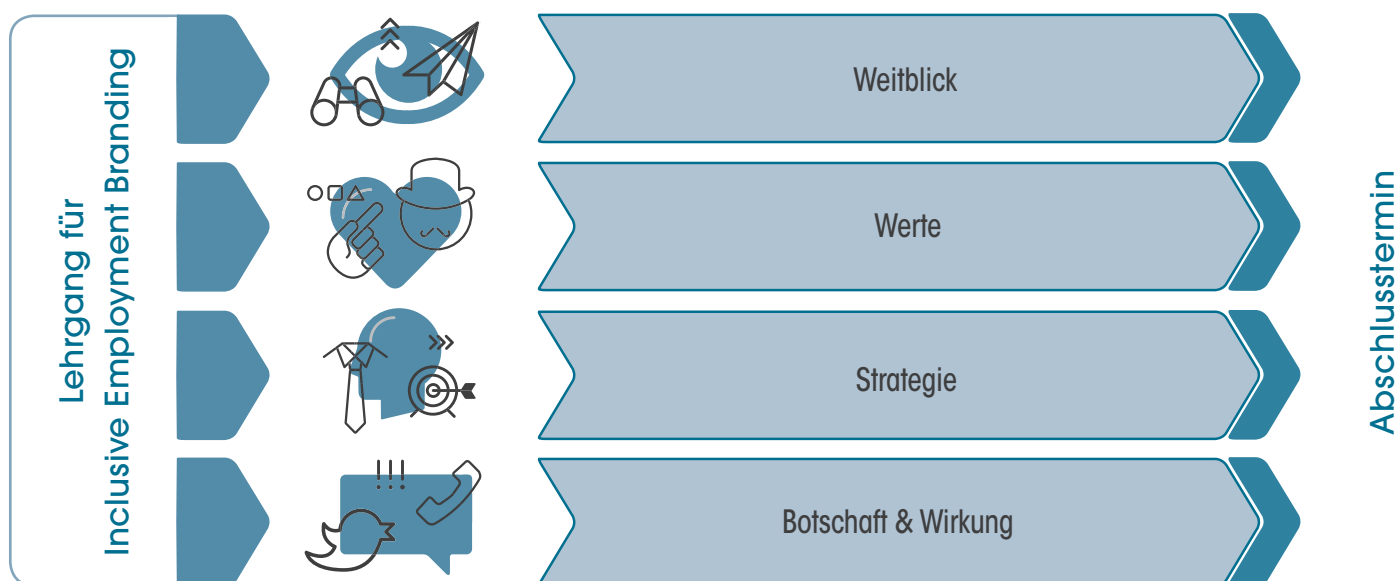 Lehrgang für
Inclusive Employment Branding
Weitblick
Werte
Strategie
Botschaft & Wirkung
Abschlusstermin